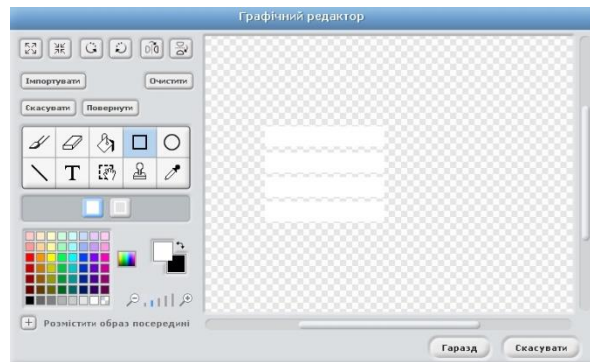 Графічний редактор
Імпортувати
Очистити
Скасувати
Повернути
T
Розмістити образ посередині
Гаразд
Скасувати